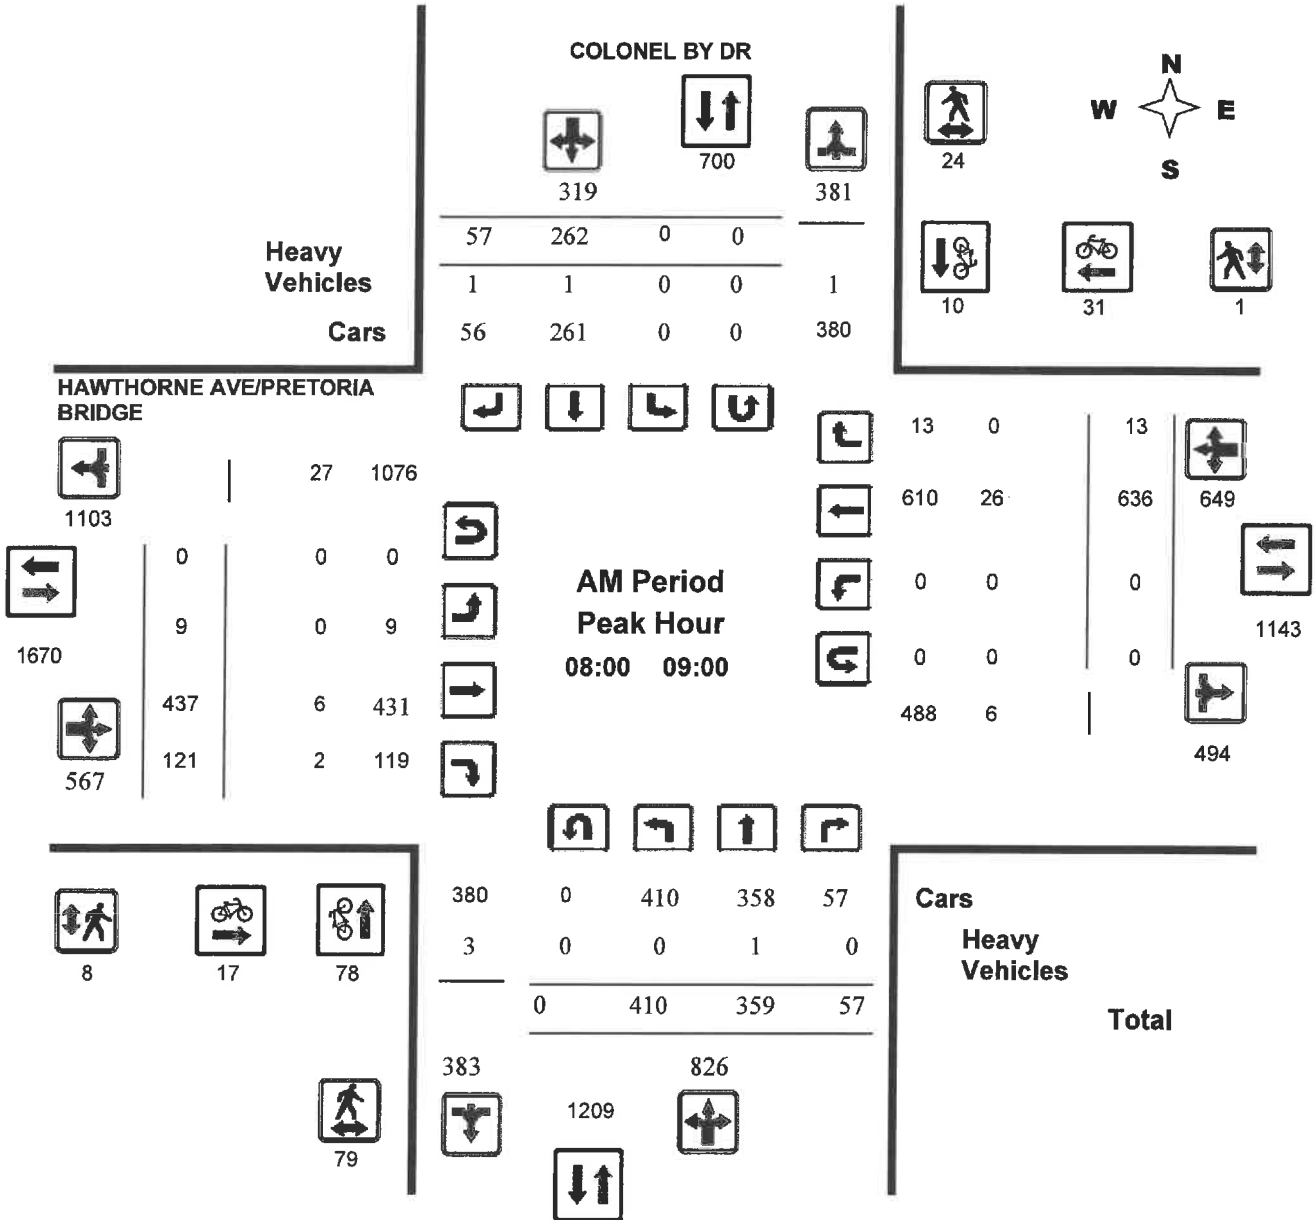 COLONEL BY DR
N
W E
S
700
24
319
381
57 262 0 0
Heavy
Vehicles
1 1 0 0 1
10 31 1
Cars
56 261 0 0 380
HAWTHORNE AVE/PRETORIA
BRIDGE
13 0 13
27 1076
1103
610 26 636 649
0 0 0
AM Period
0 0 0
Peak Hour
9 0 9
1143
1670
08:00 09:00
0 0 0
437 6 431
488 6
494
121 2 119
567
380 0 410 358 57
Cars
3 0 0 1 0
Heavy
Vehicles
8 17 78
0 410 359 57
Total
383 826
1209
79